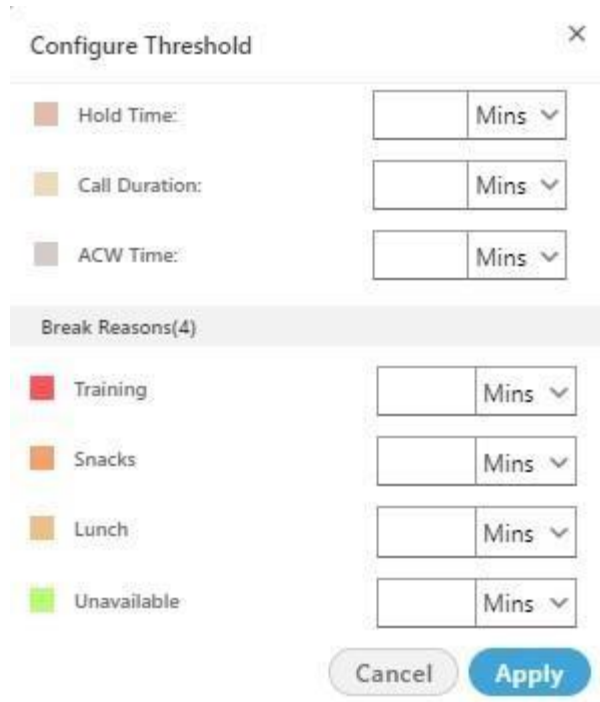 Configure Threshold
Hold Time: Mins
Call Duration: Mins
ACW Time: Mins
Break Reasons(4)
Training Mins
Snacks Mins
Lunch Mins
Unavailable Mins
Cancel Apply